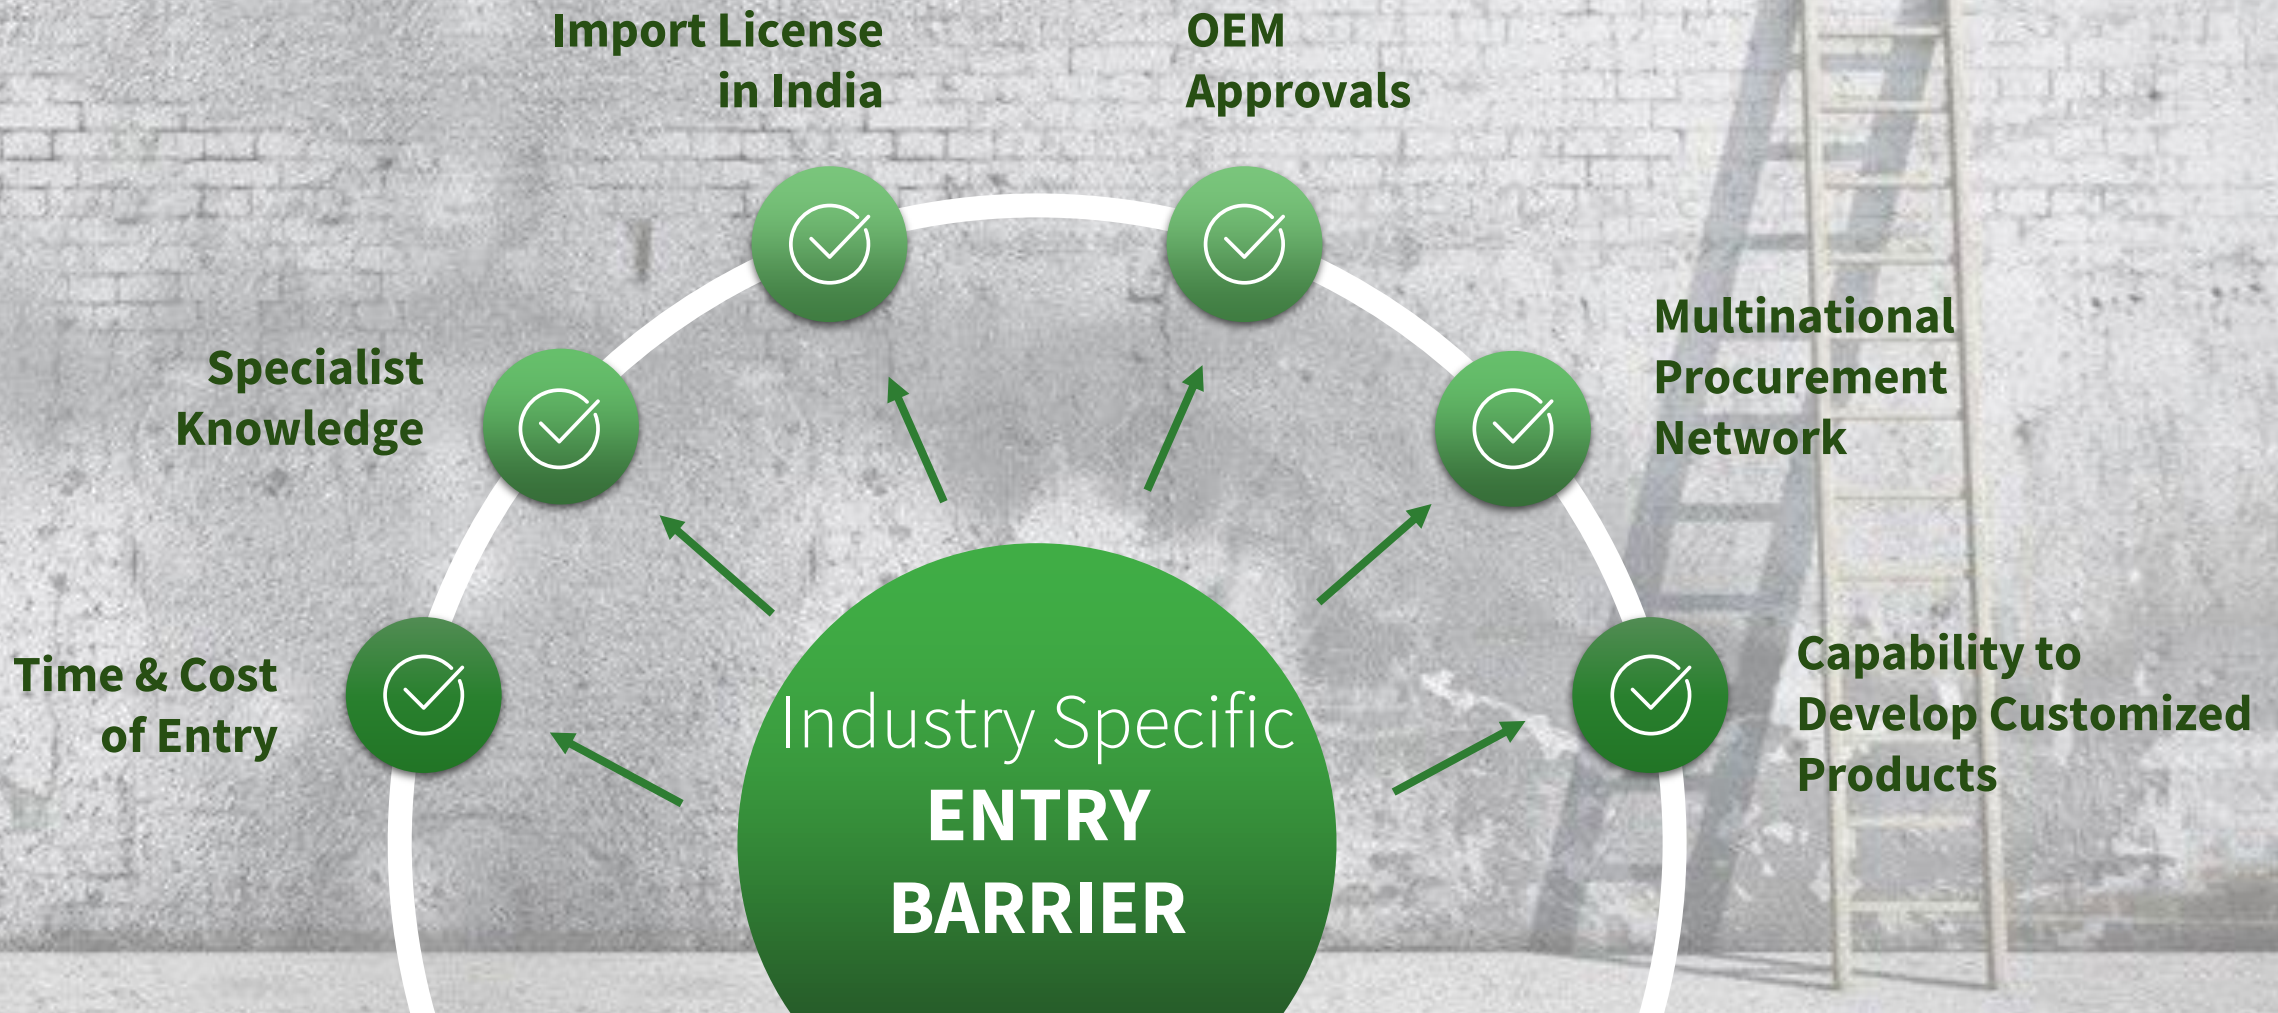 Import License
in India
OEM
Approvals
Specialist
Knowledge
Multinational
Procurement
Network
Time & Cost
of Entry
Capability to
Develop Customized
Products
Industry Specific
ENTRY
BARRIER